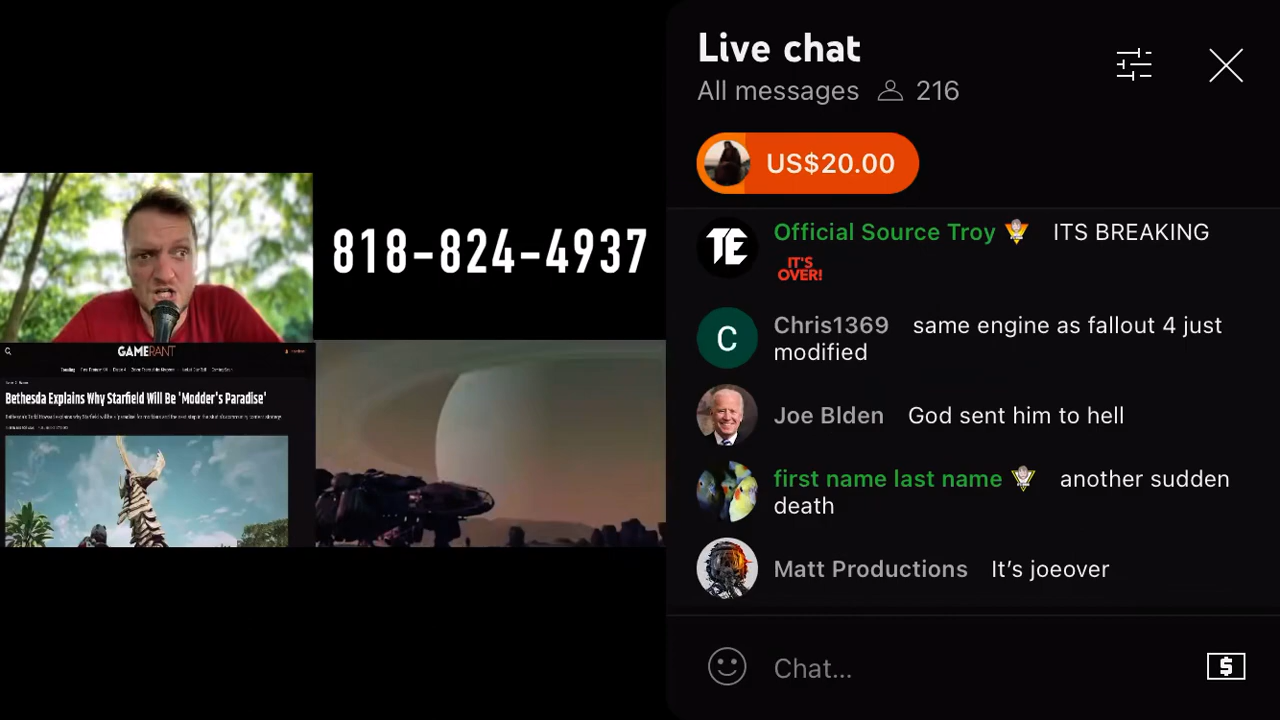 Live chat
All messages 216
US$20.00
818-824-4937
Official Source Troy ITS BREAKING
IT'S
OVER!
Chris1369 same engine as fallout 4 just
modified
Joe Blden God sent him to hell
first name last name another sudden
death
Matt Productions It's joeover
Chat...
GAMERANT
Bethesda Explains Why Starfield Will Be 'Modder's Paradise'
TE
C